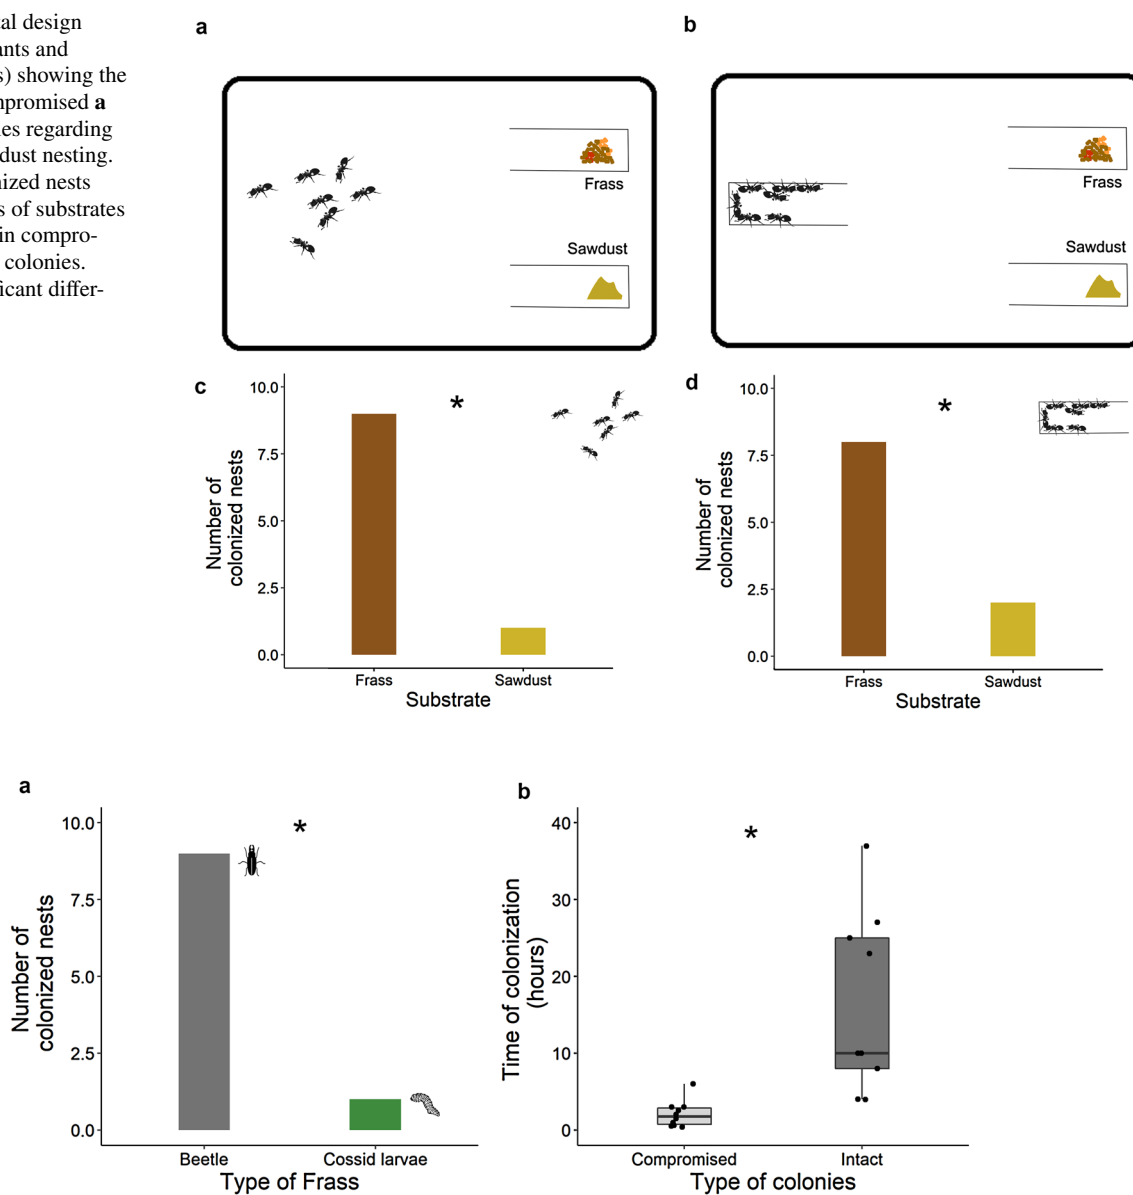 al design
ants and
s) showing the
mpromised a
ies regarding
dust nesting.
nized nests
s of substrates
in compro-
colonies.
ficant differ-
a
Frass
Sawdust
b
Frass
Sawdust
c
10.0
7.5
5.0
2.5
0.0
Number of
colonized nests
*
Frass
Sawdust
Substrate
d
10.0
7.5
5.0
2.5
0.0
Number of
colonized nests
*
Frass
Sawdust
Substrate
a
10.0
7.5
5.0
2.5
0.0
Number of
colonized nests
*
Beetle
Cossid larvae
Type of Frass
b
40
30
20
10
0
Time of colonization
(hours)
*
Compromised
Intact
Type of colonies